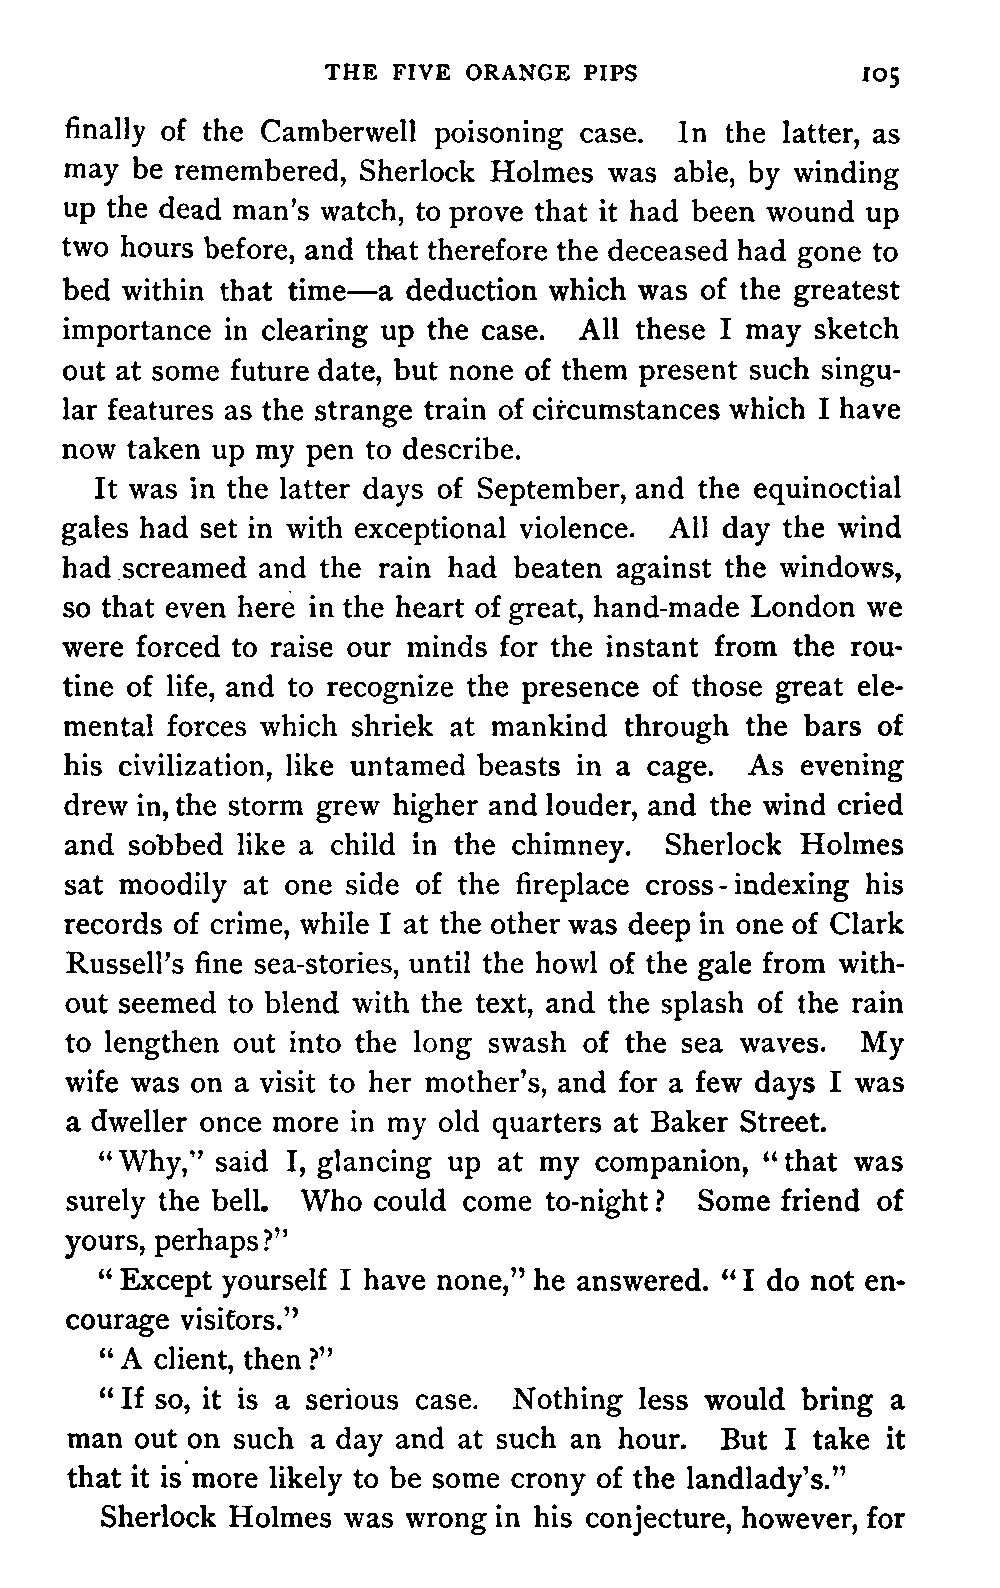 THE FIVE ORANGE PIPS 105
finally of the Camberwell poisoning case. In the latter, as
may be remembered, Sherlock Holmes was able, by winding
up the dead man's watch, to prove that it had been wound up
two hours before, and that therefore the deceased had gone to
bed within that time—a deduction which was of the greatest
importance in clearing up the case. All these I may sketch
out at some future date, but none of them present such singu-
lar features as the strange train of circumstances which I have
now taken up my pen to describe.
It was in the latter days of September, and the equinoctial
gales had set in with exceptional violence. All day the wind
had screamed and the rain had beaten against the windows,
so that even here in the heart of great, hand-made London we
were forced to raise our minds for the instant from the rou-
tine of life, and to recognize the presence of those great ele-
mental forces which shriek at mankind through the bars of
his civilization, like untamed beasts in a cage. As evening
drew in, the storm grew higher and louder, and the wind cried
and sobbed like a child in the chimney. Sherlock Holmes
sat moodily at one side of the fireplace cross-indexing his
records of crime, while I at the other was deep in one of Clark
Russell's fine sea-stories, until the howl of the gale from with-
out seemed to blend with the text, and the splash of the rain
to lengthen out into the long swash of the sea waves. My
wife was on a visit to her mother's, and for a few days I was
a dweller once more in my old quarters at Baker Street.
"Why," said I, glancing up at my companion, "that was
surely the bell. Who could come to-night? Some friend of
yours, perhaps?"
"Except yourself I have none," he answered. "I do not en-
courage visitors."
"A client, then?"
"If so, it is a serious case. Nothing less would bring a
man out on such a day and at such an hour. But I take it
that it is more likely to be some crony of the landlady's."
Sherlock Holmes was wrong in his conjecture, however, for